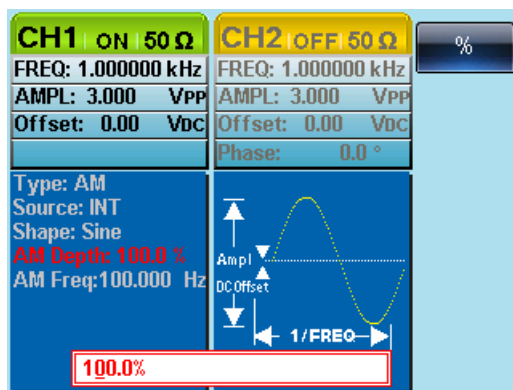 CH1 ON 50 Ω
FREQ: 1.000000 kHz
AMPL: 3.000 VPP
Offset: 0.00 VDC
CH2 OFF 50 Ω
FREQ: 1.000000 kHz
AMPL: 3.000 VPP
Offset: 0.00 VDC
Phase: 0.0 °
%
Type: AM
Source: INT
Shape: Sine
AM Depth: 100.0 %
AM Freq:100.000 Hz
Ampl
DC Offset
1/FREQ
100.0%